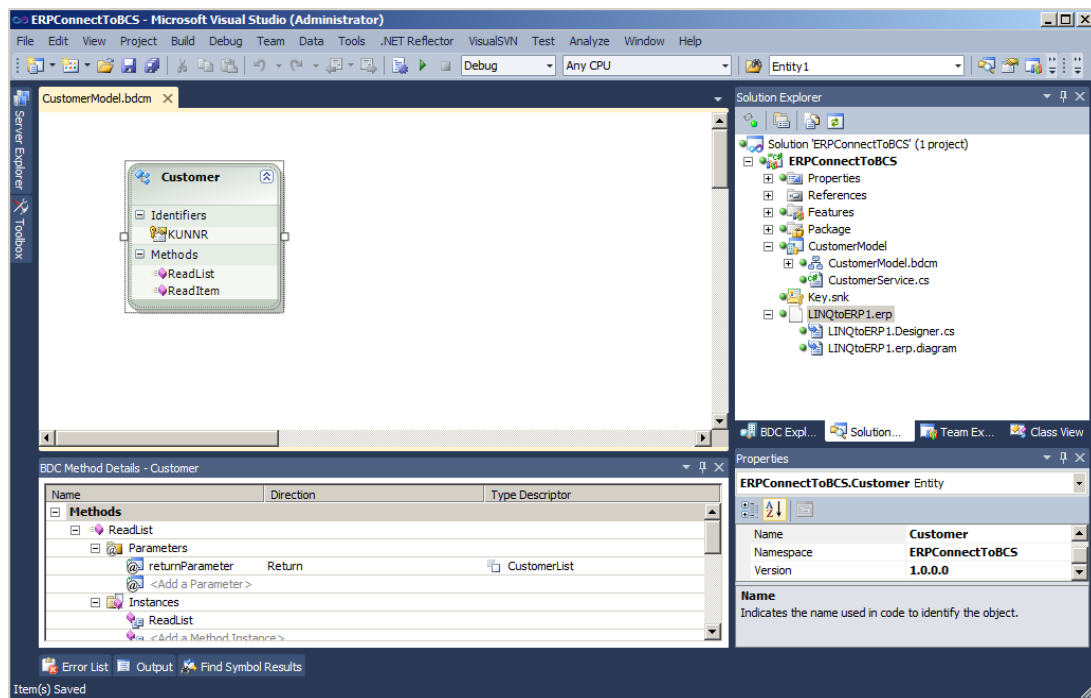 ERPConnectToBCS - Microsoft Visual Studio (Administrator)
File Edit View Project Build Debug Team Data Tools .NET Reflector VisualSVN Test Analyze Window Help
Debug Any CPU Entity1
Server Explorer
Toolbox
CustomerModel.bdcm
Customer
Identifiers
KUNNR
Methods
ReadList
ReadItem
Solution Explorer
Solution 'ERPConnectToBCS' (1 project)
ERPConnectToBCS
Properties
References
Features
Package
CustomerModel
CustomerModel.bdcm
CustomerService.cs
Key.snk
LINQtoERP1.erp
LINQtoERP1.Designer.cs
LINQtoERP1.erp.diagram
BDC Expl... Solution... Team Ex... Class View
BDC Method Details - Customer
Name Direction Type Descriptor
Methods
ReadList
Parameters
returnParameter Return CustomerList
<Add a Parameter>
Instances
ReadList
<Add a Method Instance>
Properties
ERPConnectToBCS.Customer Entity
Name Customer
Namespace ERPConnectToBCS
Version 1.0.0.0
Name
Indicates the name used in code to identify the object.
Error List Output Find Symbol Results
Item(s) Saved